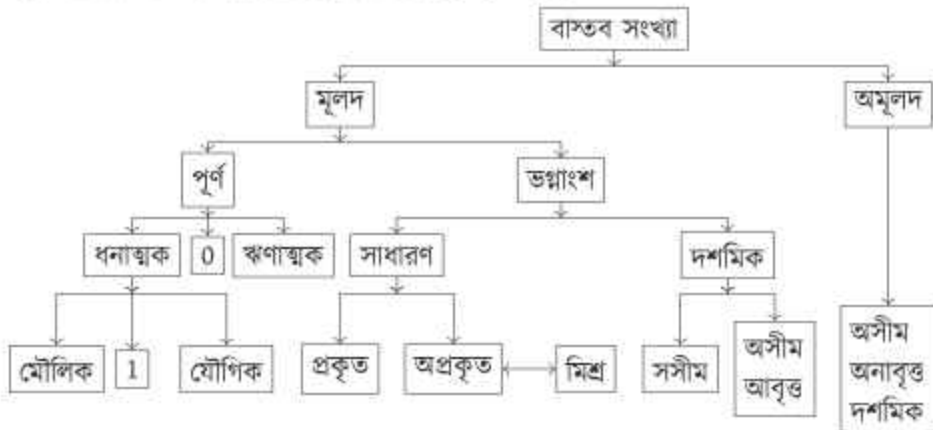 বাস্তব সংখ্যা
মূলদ
অমূলদ
পূর্ণ
ভগ্নাংশ
ধনাত্মক
0
ঋণাত্মক
সাধারণ
দশমিক
মৌলিক
1
যৌগিক
প্রকৃত
অপ্রকৃত
মিশ্র
সসীম
অসীম
আবৃত্ত
অসীম
অনাবৃত্ত
দশমিক